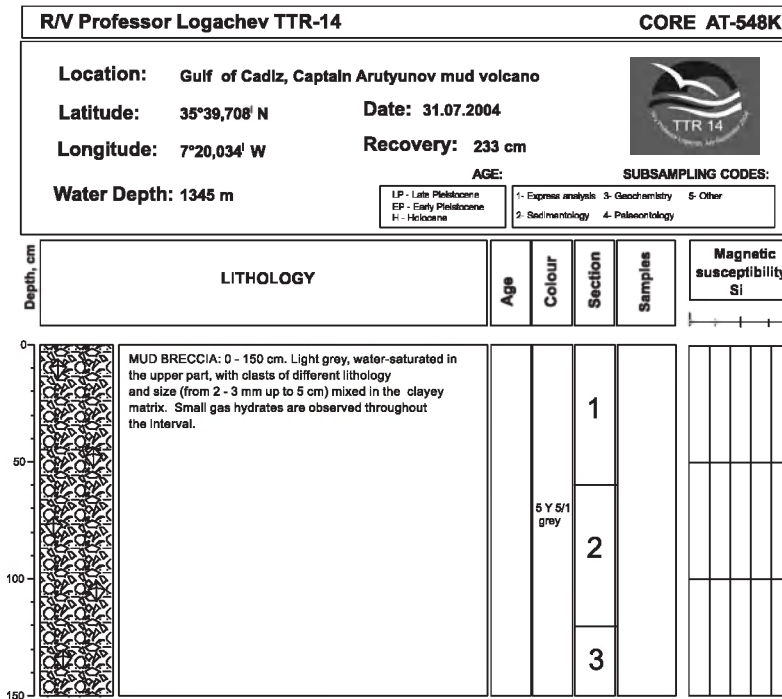 R/V Professor Logachev TTR-14 CORE AT-548K
Location: Gulf of Cadiz, Captain Arutyunov mud volcano
Latitude: 35°39,708' N Date: 31.07.2004
Longitude: 7°20,034' W Recovery: 233 cm
Water Depth: 1345 m
TTR 14
AGE:
LP - Late Pleistocene
EP - Early Pleistocene
H - Holocene
SUBSAMPLING CODES:
1- Express analysis 3- Geochemistry 5- Other
2- Sedimentology 4- Palaeontology
Depth, cm
LITHOLOGY
Age
Colour
Section
Samples
Magnetic
susceptibility
Si
0
50
100
150
MUD BRECCIA: 0 - 150 cm. Light grey, water-saturated in
the upper part, with clasts of different lithology
and size (from 2 - 3 mm up to 5 cm) mixed in the clayey
matrix. Small gas hydrates are observed throughout
the interval.
5 Y 5/1
grey
1
2
3